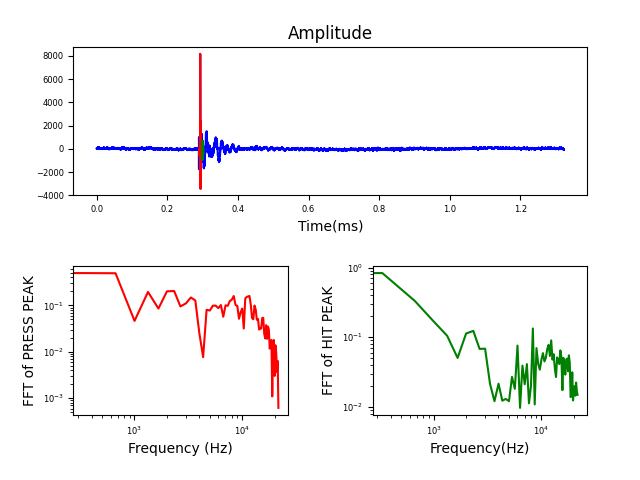 Amplitude
8000
6000
4000
2000
0
−2000
−4000
0.0 0.2 0.4 0.6 0.8 1.0 1.2
Time(ms)
FFT of PRESS PEAK
10⁻¹
10⁻²
10⁻³
10³ 10⁴
Frequency (Hz)
FFT of HIT PEAK
10⁰
10⁻¹
10⁻²
10³ 10⁴
Frequency(Hz)